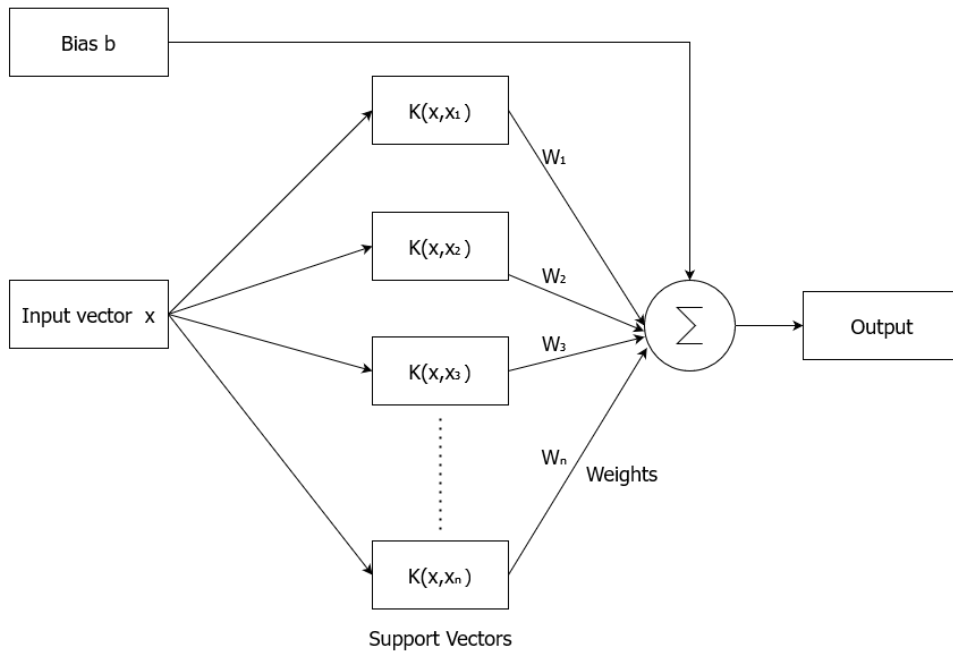 Bias b
K(x,x₁)
W₁
K(x,x₂)
W₂
Input vector x
∑
Output
W₃
K(x,x₃)
Wₙ
Weights
K(x,xₙ)
Support Vectors